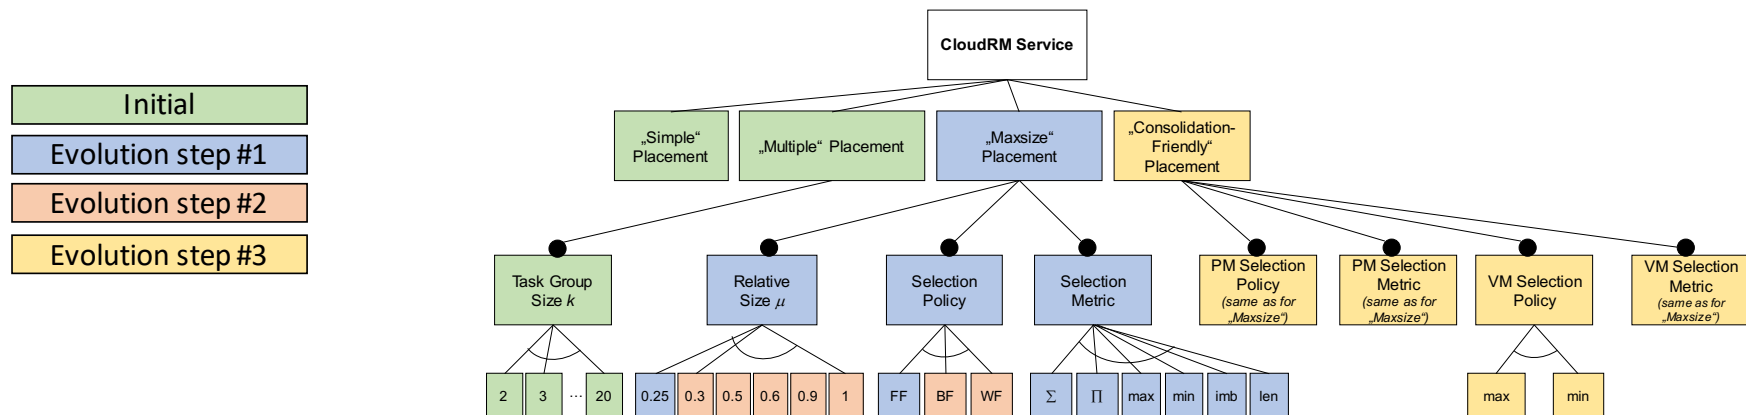 CloudRM Service
Initial
Evolution step #1
Evolution step #2
Evolution step #3
„Simple“
Placement
„Multiple“ Placement
„Maxsize“
Placement
„Consolidation-
Friendly“
Placement
Task Group
Size k
Relative
Size μ
Selection
Policy
Selection
Metric
PM Selection
Policy
(same as for
„Maxsize“)
PM Selection
Metric
(same as for
„Maxsize“)
VM Selection
Policy
VM Selection
Metric
(same as for
„Maxsize“)
2 3 ... 20
0.25 0.3 0.5 0.6 0.9 1
FF BF WF
Σ Π max min imb len
max min